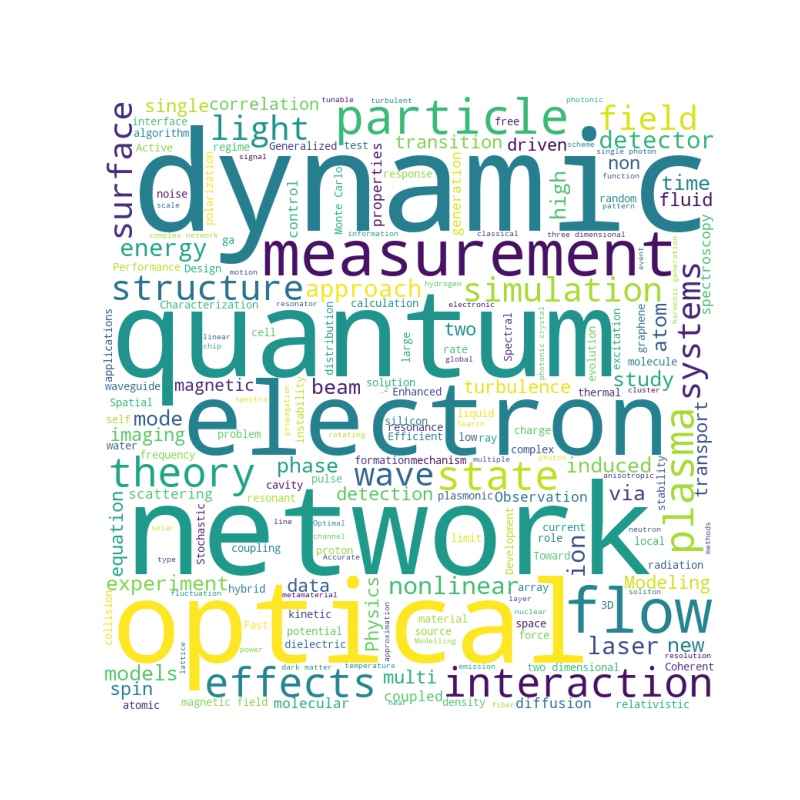 tunable turbulent photonic
single correlation particle field
interface light free
algorithm transition driven scheme detector
surface Active regime Generalized test single photon
dynamic
signal properties response function non
noise polarization control Monte Carlo generation high random time
scale pattern fluid
complex network information classical three dimensional
energy ga measurement event spectroscopy
Performance Design motion hydrogen harmonic generation
structure approach simulation systems
Characterization resonator calculation electronic
applications quantum two atom graphene
linear cell distribution large rate Spectral photonic crystal evolution excitation molecule
chip global
waveguide magnetic beam solution Enhanced turbulence thermal cluster study
Spatial spectra propagation instability
self mode electron silicon liquid
water imaging problem rotating resonance Search charge transport
frequency Efficient low ray complex
theory phase formation mechanism multiple photon induced anisotropic plasma
cavity pulse wave state
scattering resonant detection plasmonic Observation via stability
equation stochastic network line Optimal channel limit Development current neutron
solar proton role local methods
type coupling Accurate Toward radiation
experiment hybrid data nonlinear array ion Modeling
fluctuation metamaterial Physics layer soliton
collision optical kinetic material nuclear space flow 3D
Fast potential source force
power dielectric approximation Modelling laser new
lattice resolution
models dark matter temperature emission two dimensional Coherent
spin effects multi interaction
atomic magnetic field molecular coupled near density fiber diffusion relativistic